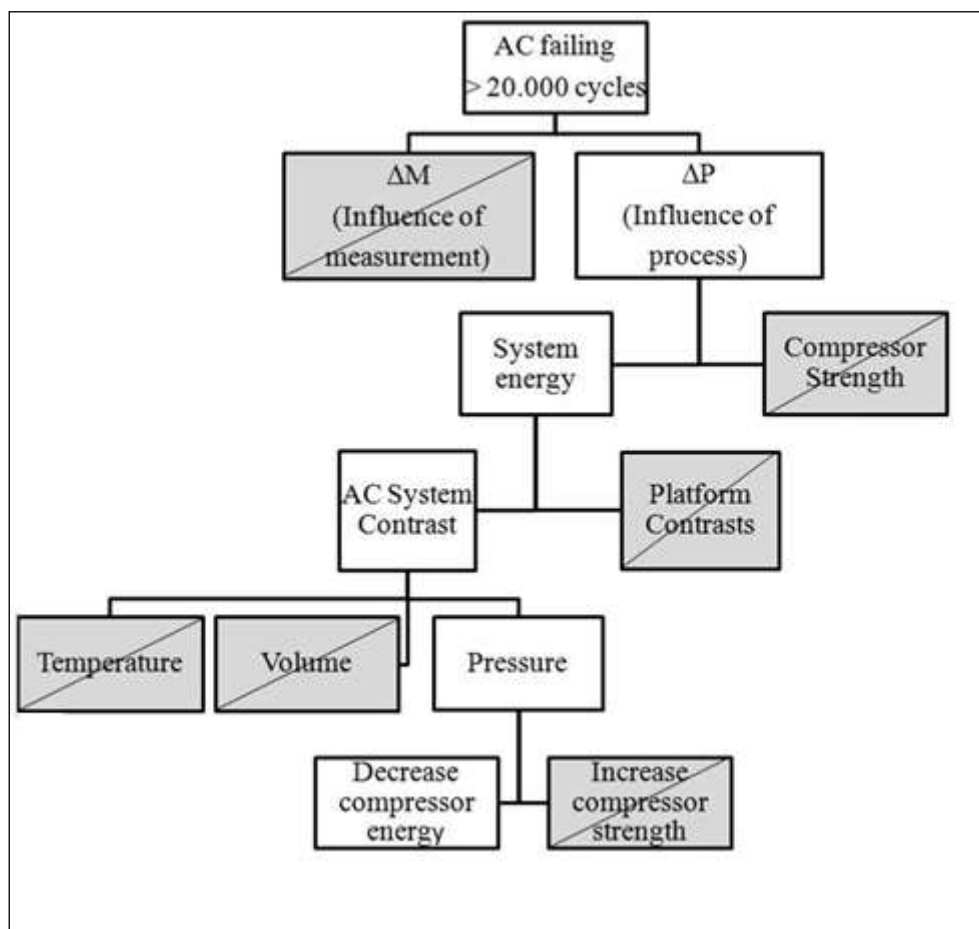 AC failing
> 20.000 cycles
ΔM
(Influence of
measurement)
ΔP
(Influence of
process)
System
energy
Compressor
Strength
AC System
Contrast
Platform
Contrasts
Temperature
Volume
Pressure
Decrease
compressor
energy
Increase
compressor
strength